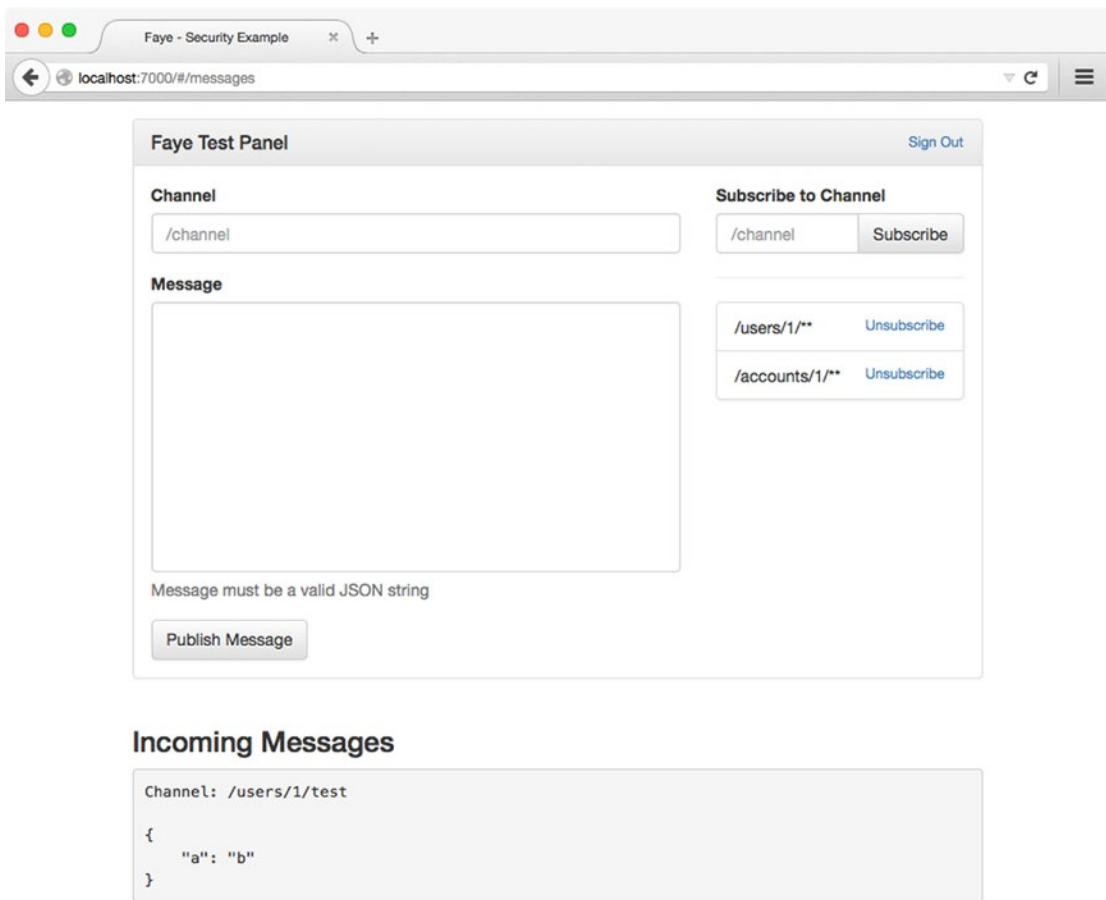 Faye - Security Example
localhost:7000/#/messages
Faye Test Panel
Sign Out
Channel
/channel
Message
Message must be a valid JSON string
Publish Message
Subscribe to Channel
/channel
Subscribe
/users/1/** Unsubscribe
/accounts/1/** Unsubscribe
Incoming Messages
Channel: /users/1/test
{
"a": "b"
}